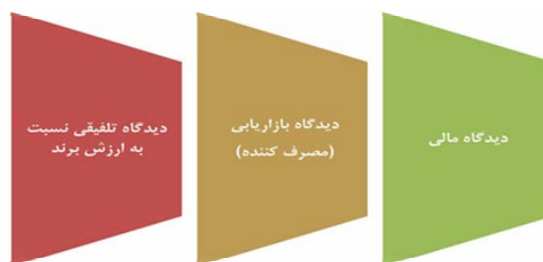 دیدگاه مالی
دیدگاه بازاریابی
(مصرف کننده)
دیدگاه تلفیقی نسبت
به ارزش برند